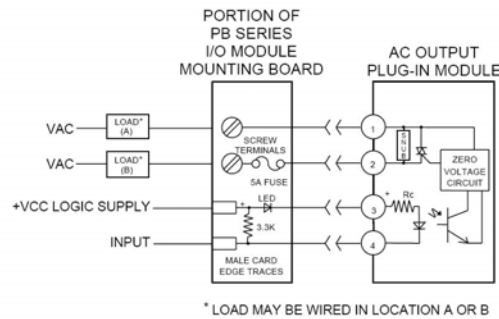 PORTION OF
PB SERIES
I/O MODULE
MOUNTING BOARD
AC OUTPUT
PLUG-IN MODULE
VAC
LOAD*
(A)
SCREW
TERMINALS
1
SNUB
VAC
LOAD*
(B)
5A FUSE
2
ZERO
VOLTAGE
CIRCUIT
+VCC LOGIC SUPPLY
+
LED
3.3K
3
+
Rc
INPUT
4
MALE CARD
EDGE TRACES
* LOAD MAY BE WIRED IN LOCATION A OR B